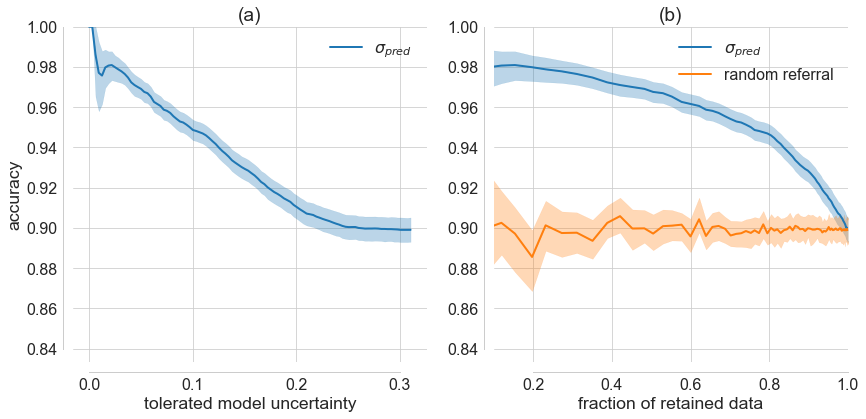 (a)
1.00
0.98
0.96
0.94
0.92
0.90
0.88
0.86
0.84
accuracy
σpred
0.0 0.1 0.2 0.3
tolerated model uncertainty
(b)
1.00
0.98
0.96
0.94
0.92
0.90
0.88
0.86
0.84
σpred
random referral
0.2 0.4 0.6 0.8 1.0
fraction of retained data